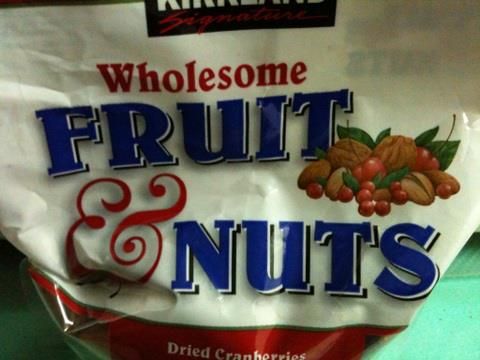 KIRKLAND
Signature
Wholesome
FRUIT
& NUTS
Dried Cranberries